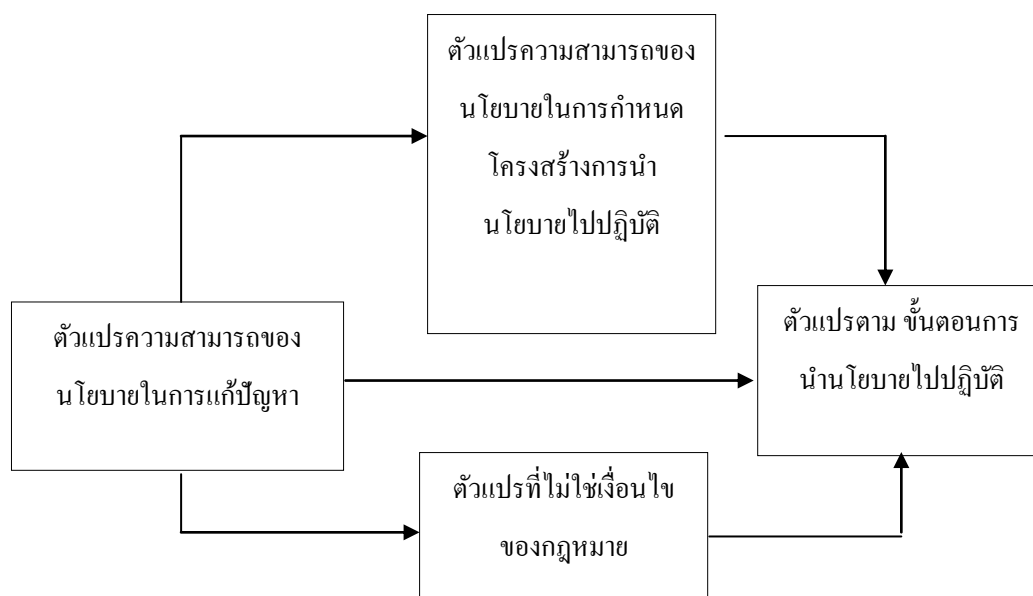 ตัวแปรความสามารถของ
นโยบายในการกำหนด
โครงสร้างการนำ
นโยบายไปปฏิบัติ
ตัวแปรความสามารถของ
นโยบายในการแก้ปัญหา
ตัวแปรตาม ขั้นตอนการ
นำนโยบายไปปฏิบัติ
ตัวแปรที่ไม่ใช่เงื่อนไข
ของกฎหมาย